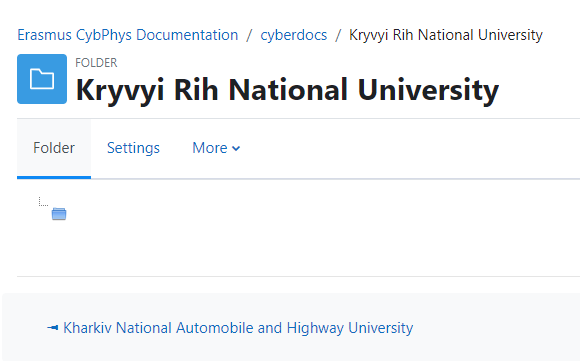 Erasmus CybPhys Documentation / cyberdocs / Kryvyi Rih National University
FOLDER
Kryvyi Rih National University
Folder Settings More
Kharkiv National Automobile and Highway University